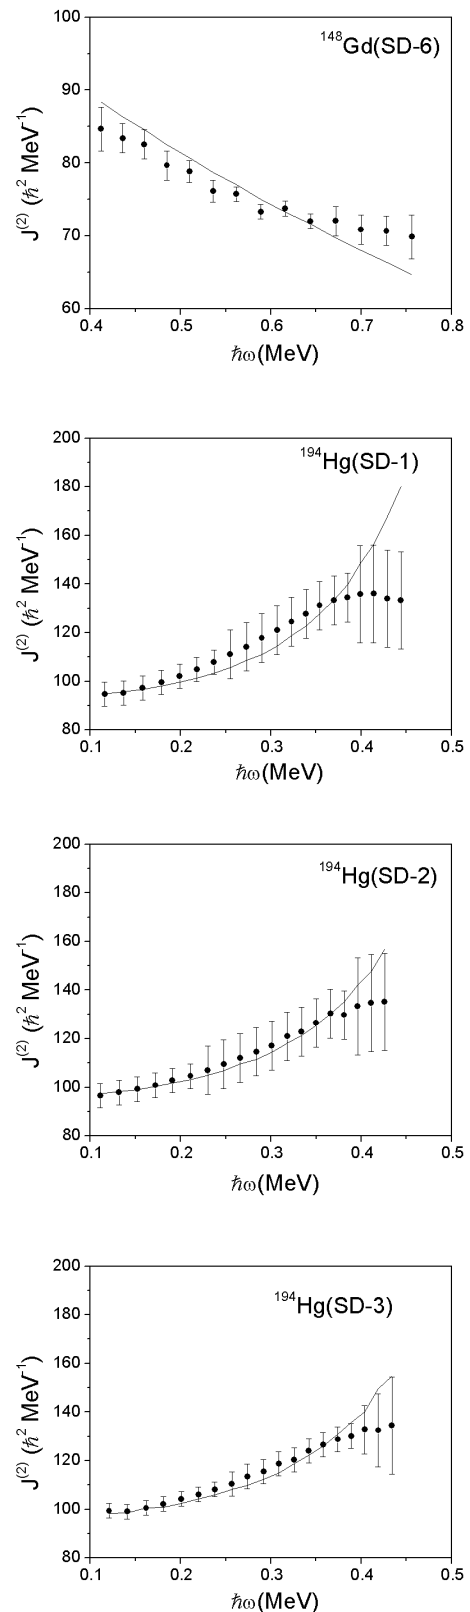 ¹⁴⁸Gd(SD-6)
J⁽²⁾ (ℏ² MeV⁻¹)
100
90
80
70
60
0.4 0.5 0.6 0.7 0.8
ℏω(MeV)
¹⁹⁴Hg(SD-1)
J⁽²⁾ (ℏ² MeV⁻¹)
200
180
160
140
120
100
80
0.1 0.2 0.3 0.4 0.5
ℏω(MeV)
¹⁹⁴Hg(SD-2)
J⁽²⁾ (ℏ² MeV⁻¹)
200
180
160
140
120
100
80
0.1 0.2 0.3 0.4 0.5
ℏω(MeV)
¹⁹⁴Hg(SD-3)
J⁽²⁾ (ℏ² MeV⁻¹)
200
180
160
140
120
100
80
0.1 0.2 0.3 0.4 0.5
ℏω(MeV)